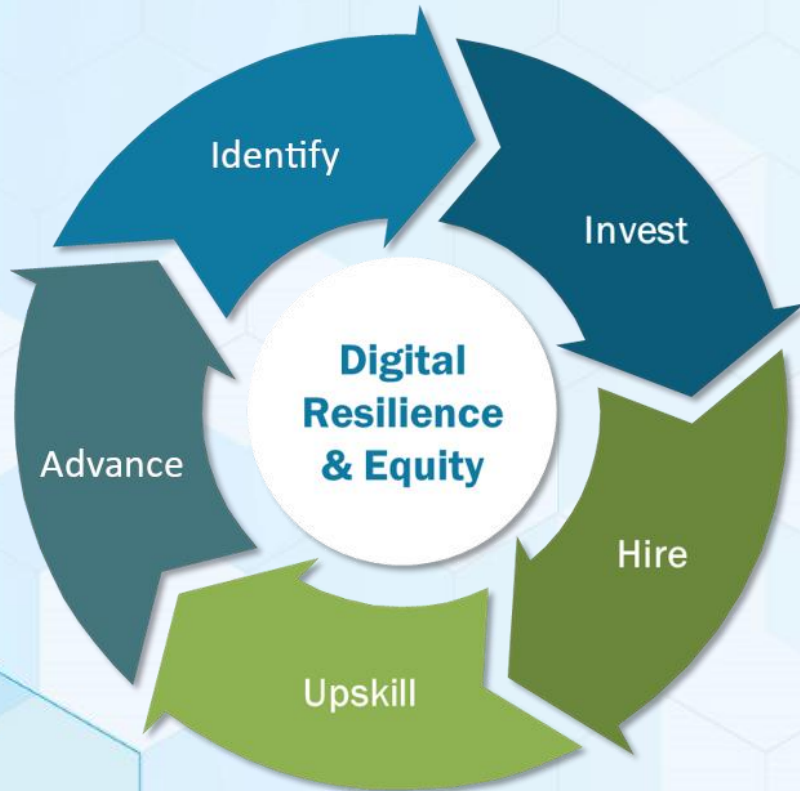 Identify
Invest
Hire
Upskill
Advance
Digital
Resilience
& Equity